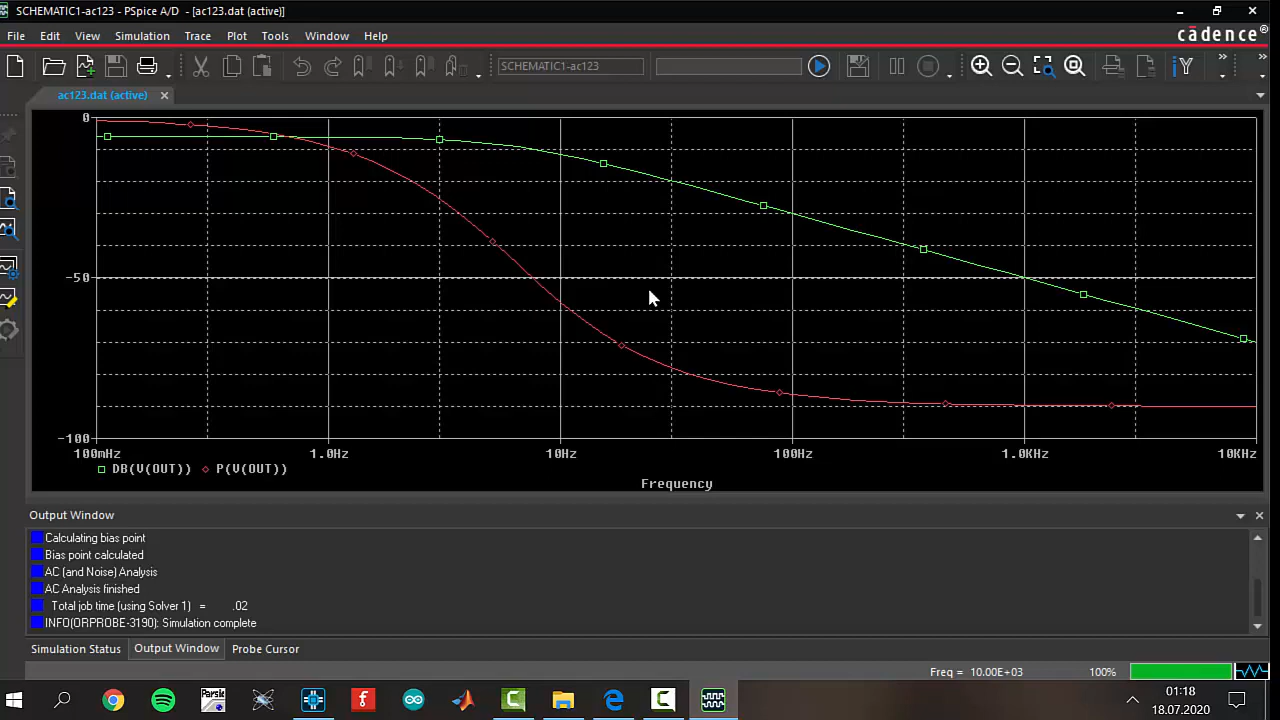 SCHEMATIC1-ac123 - PSpice A/D - [ac123.dat (active)]
File Edit View Simulation Trace Plot Tools Window Help
cādence®
SCHEMATIC1-ac123
ac123.dat (active)
0
-50
-100
100mHz 1.0Hz 10Hz 100Hz 1.0KHz 10KHz
DB(V(OUT)) P(V(OUT))
Frequency
Output Window
Calculating bias point
Bias point calculated
AC (and Noise) Analysis
AC Analysis finished
Total job time (using Solver 1) = .02
INFO(ORPROBE-3190): Simulation complete
Simulation Status Output Window Probe Cursor
Freq = 10.00E+03 100%
Parsik
01:18
18.07.2020